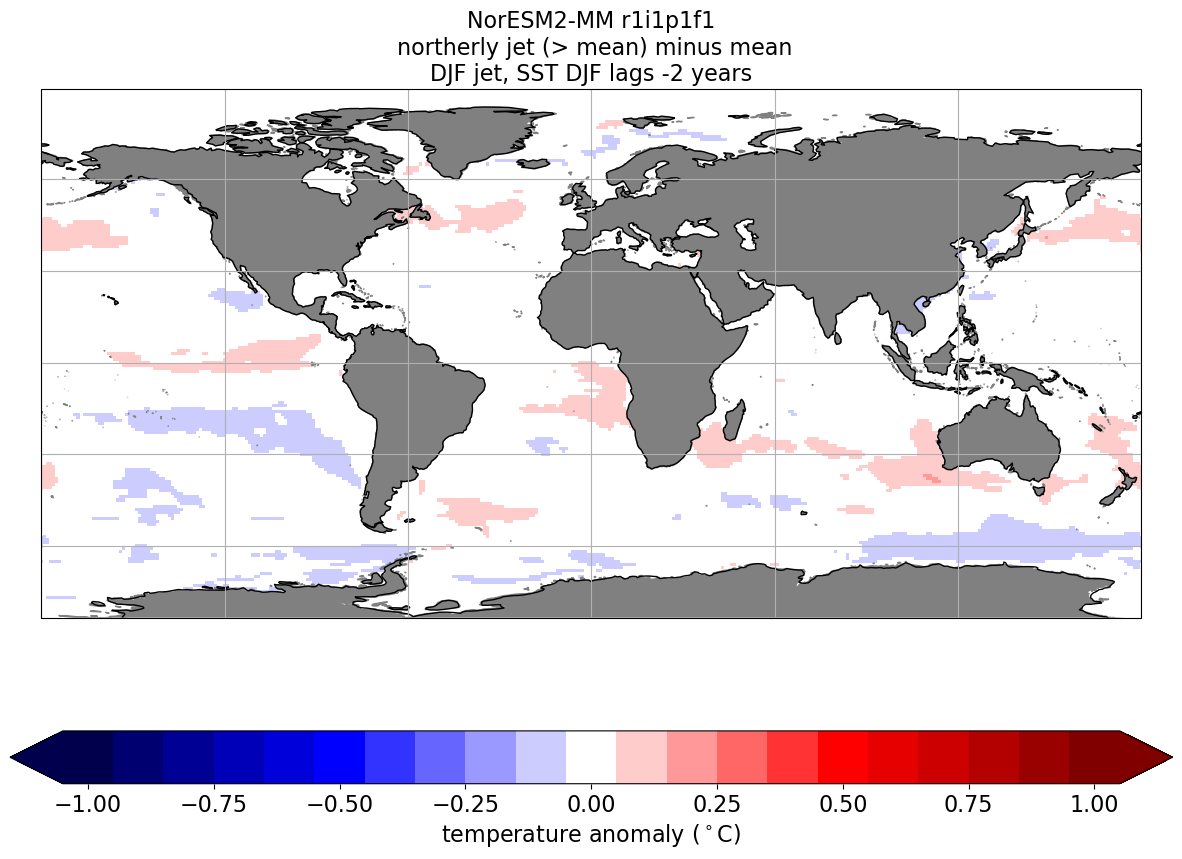 NorESM2-MM r1i1p1f1
northerly jet (> mean) minus mean
DJF jet, SST DJF lags -2 years
−1.00 −0.75 −0.50 −0.25 0.00 0.25 0.50 0.75 1.00
temperature anomaly (°C)